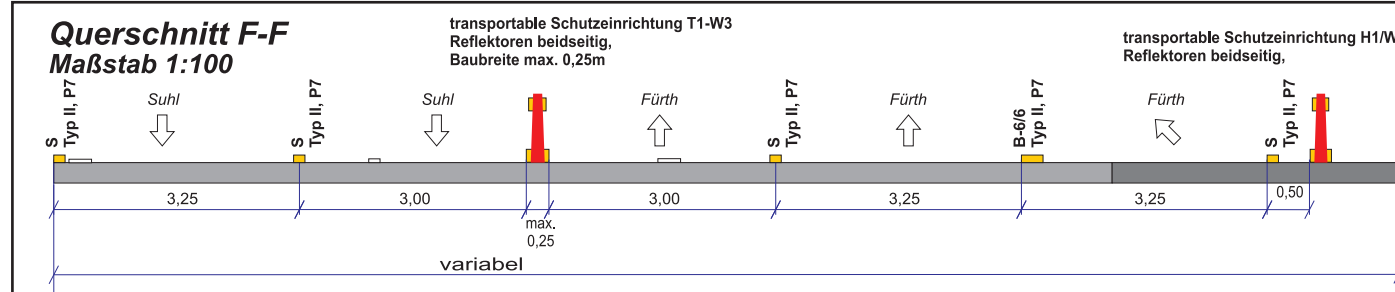 Querschnitt F-F
Maßstab 1:100
transportable Schutzeinrichtung T1-W3
Reflektoren beidseitig,
Baubreite max. 0,25m
transportable Schutzeinrichtung H1/W
Reflektoren beidseitig,
S
Typ II, P7
Suhl
S
Typ II, P7
Suhl
Fürth
S
Typ II, P7
Fürth
B-6/6
Typ II, P7
Fürth
S
Typ II, P7
3,25
3,00
max.
0,25
3,00
3,25
3,25
0,50
variabel